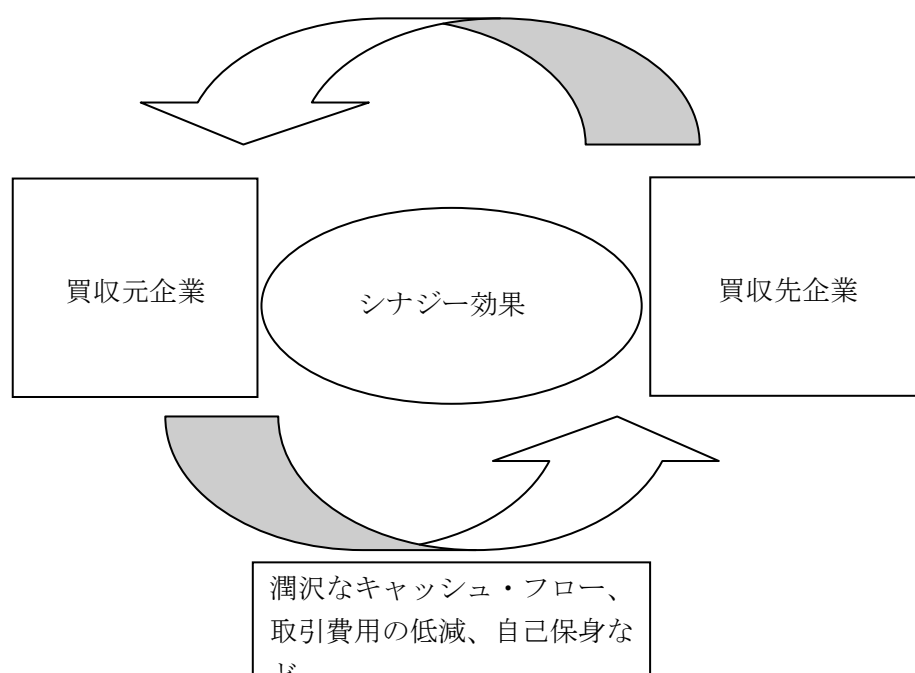 買収元企業
シナジー効果
買収先企業
潤沢なキャッシュ・フロー、
取引費用の低減、自己保身な
ど